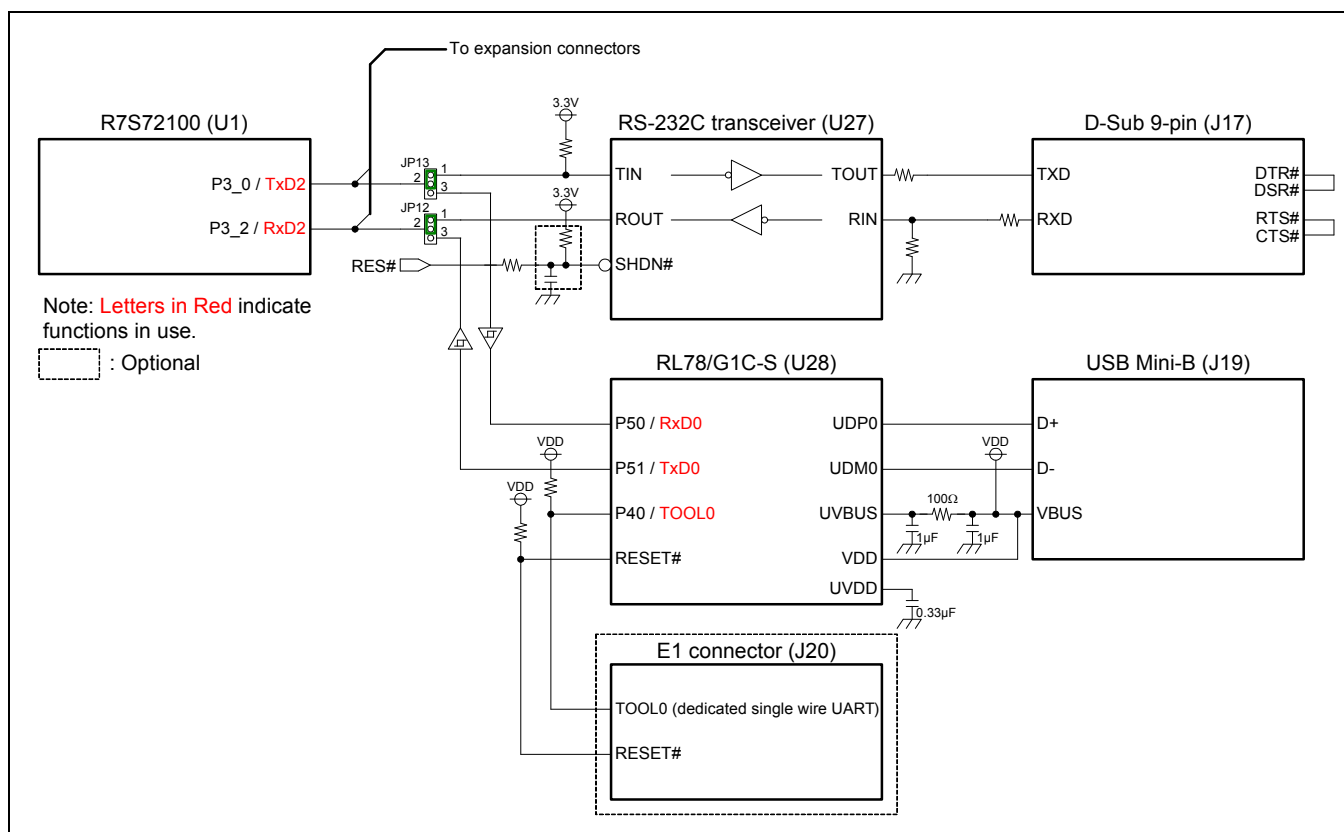 To expansion connectors
R7S72100 (U1)
P3_0 / TxD2
P3_2 / RxD2
JP13
1
2
3
JP12
1
2
3
3.3V
3.3V
RES#
RS-232C transceiver (U27)
TIN
TOUT
ROUT
RIN
SHDN#
D-Sub 9-pin (J17)
TXD
RXD
DTR#
DSR#
RTS#
CTS#
Note: Letters in Red indicate
functions in use.
: Optional
RL78/G1C-S (U28)
P50 / RxD0
P51 / TxD0
P40 / TOOL0
RESET#
UDP0
UDM0
UVBUS
VDD
UVDD
VDD
VDD
VDD
100Ω
1µF
1µF
0.33µF
USB Mini-B (J19)
D+
D-
VBUS
E1 connector (J20)
TOOL0 (dedicated single wire UART)
RESET#